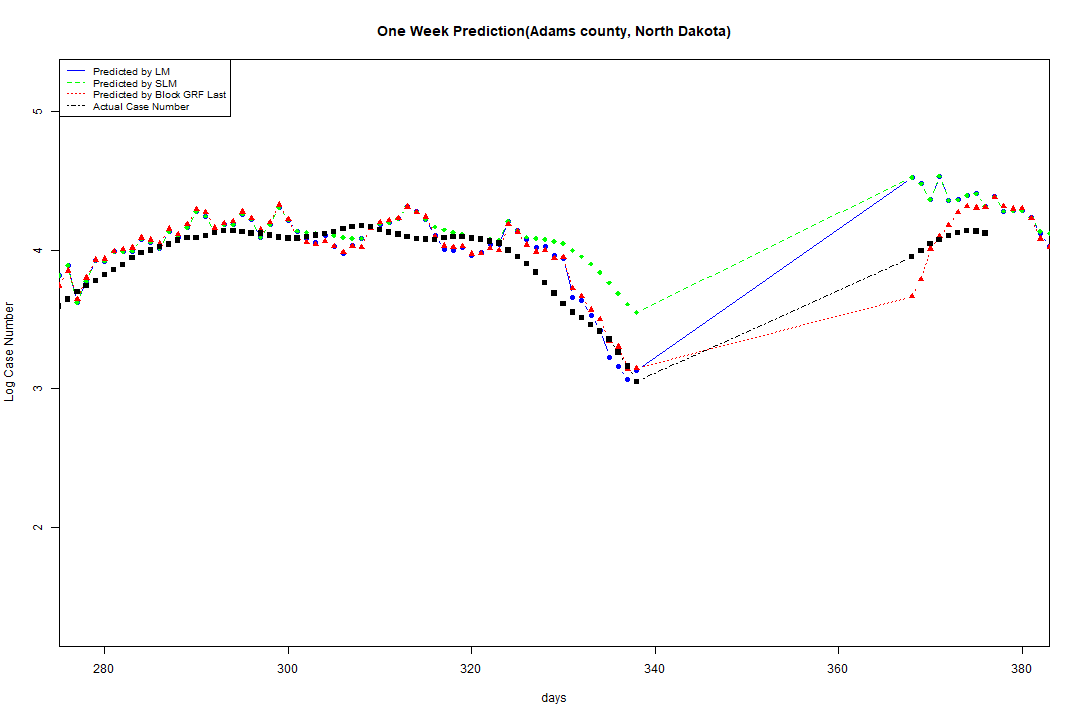 One Week Prediction(Adams county, North Dakota)
Predicted by LM
Predicted by SLM
Predicted by Block GRF Last
Actual Case Number
5
4
3
2
Log Case Number
280 300 320 340 360 380
days